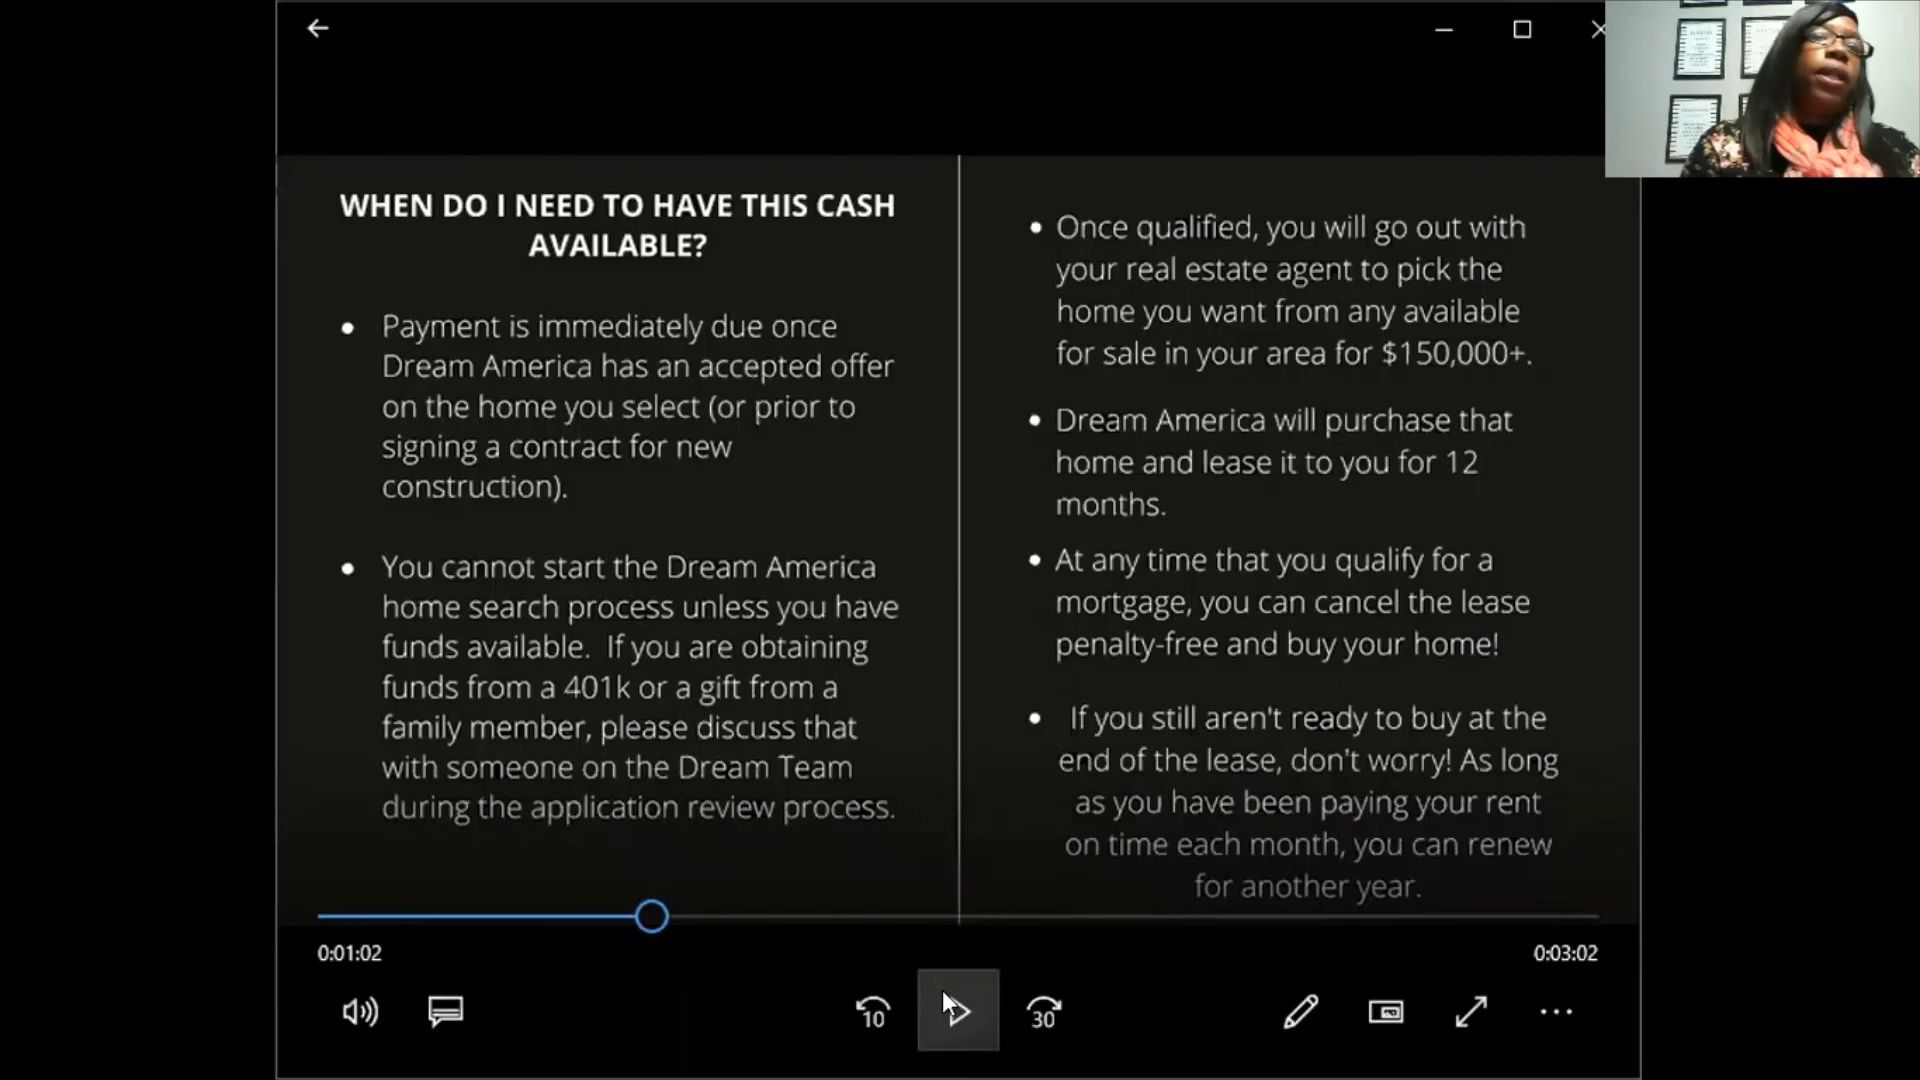 WHEN DO I NEED TO HAVE THIS CASH
AVAILABLE?
Payment is immediately due once
Dream America has an accepted offer
on the home you select (or prior to
signing a contract for new
construction).
You cannot start the Dream America
home search process unless you have
funds available.  If you are obtaining
funds from a 401k or a gift from a
family member, please discuss that
with someone on the Dream Team
during the application review process.
Once qualified, you will go out with
your real estate agent to pick the
home you want from any available
for sale in your area for $150,000+.
Dream America will purchase that
home and lease it to you for 12
months.
At any time that you qualify for a
mortgage, you can cancel the lease
penalty-free and buy your home!
If you still aren't ready to buy at the
end of the lease, don't worry! As long
as you have been paying your rent
on time each month, you can renew
for another year.
0:01:02
0:03:02
10
30